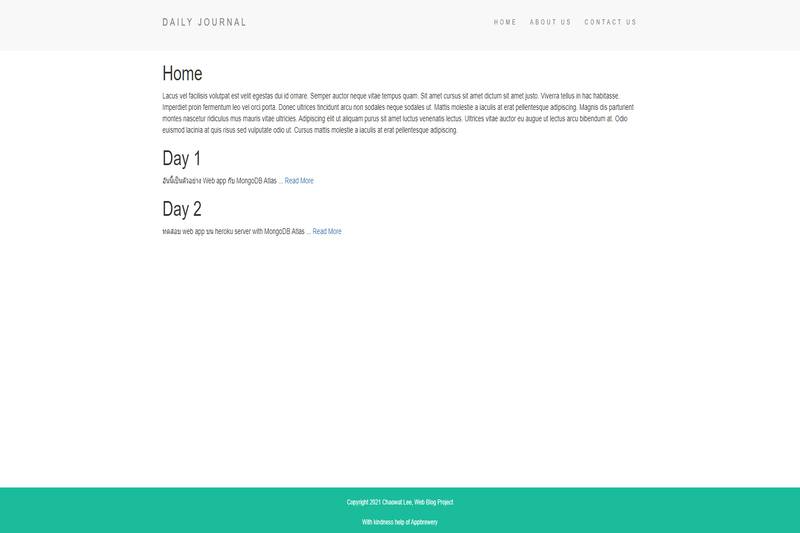 DAILY JOURNAL
HOME ABOUT US CONTACT US
Home
Lacus vel facilisis volutpat est velit egestas dui id ornare. Semper auctor neque vitae tempus quam. Sit amet cursus sit amet dictum sit amet justo. Viverra tellus in hac habitasse.
Imperdiet proin fermentum leo vel orci porta. Donec ultrices tincidunt arcu non sodales neque sodales ut. Mattis molestie a iaculis at erat pellentesque adipiscing. Magnis dis parturient
montes nascetur ridiculus mus mauris vitae ultricies. Adipiscing elit ut aliquam purus sit amet luctus venenatis lectus. Ultrices vitae auctor eu augue ut lectus arcu bibendum at. Odio
euismod lacinia at quis risus sed vulputate odio ut. Cursus mattis molestie a iaculis at erat pellentesque adipiscing.
Day 1
อันนี้เป็นตัวอย่าง Web app กับ MongoDB Atlas ... Read More
Day 2
ทดสอบ web app บน heroku server with MongoDB Atlas ... Read More
Copyright 2021 Chaowat Lee, Web Blog Project
With kindness help of Appbrewery